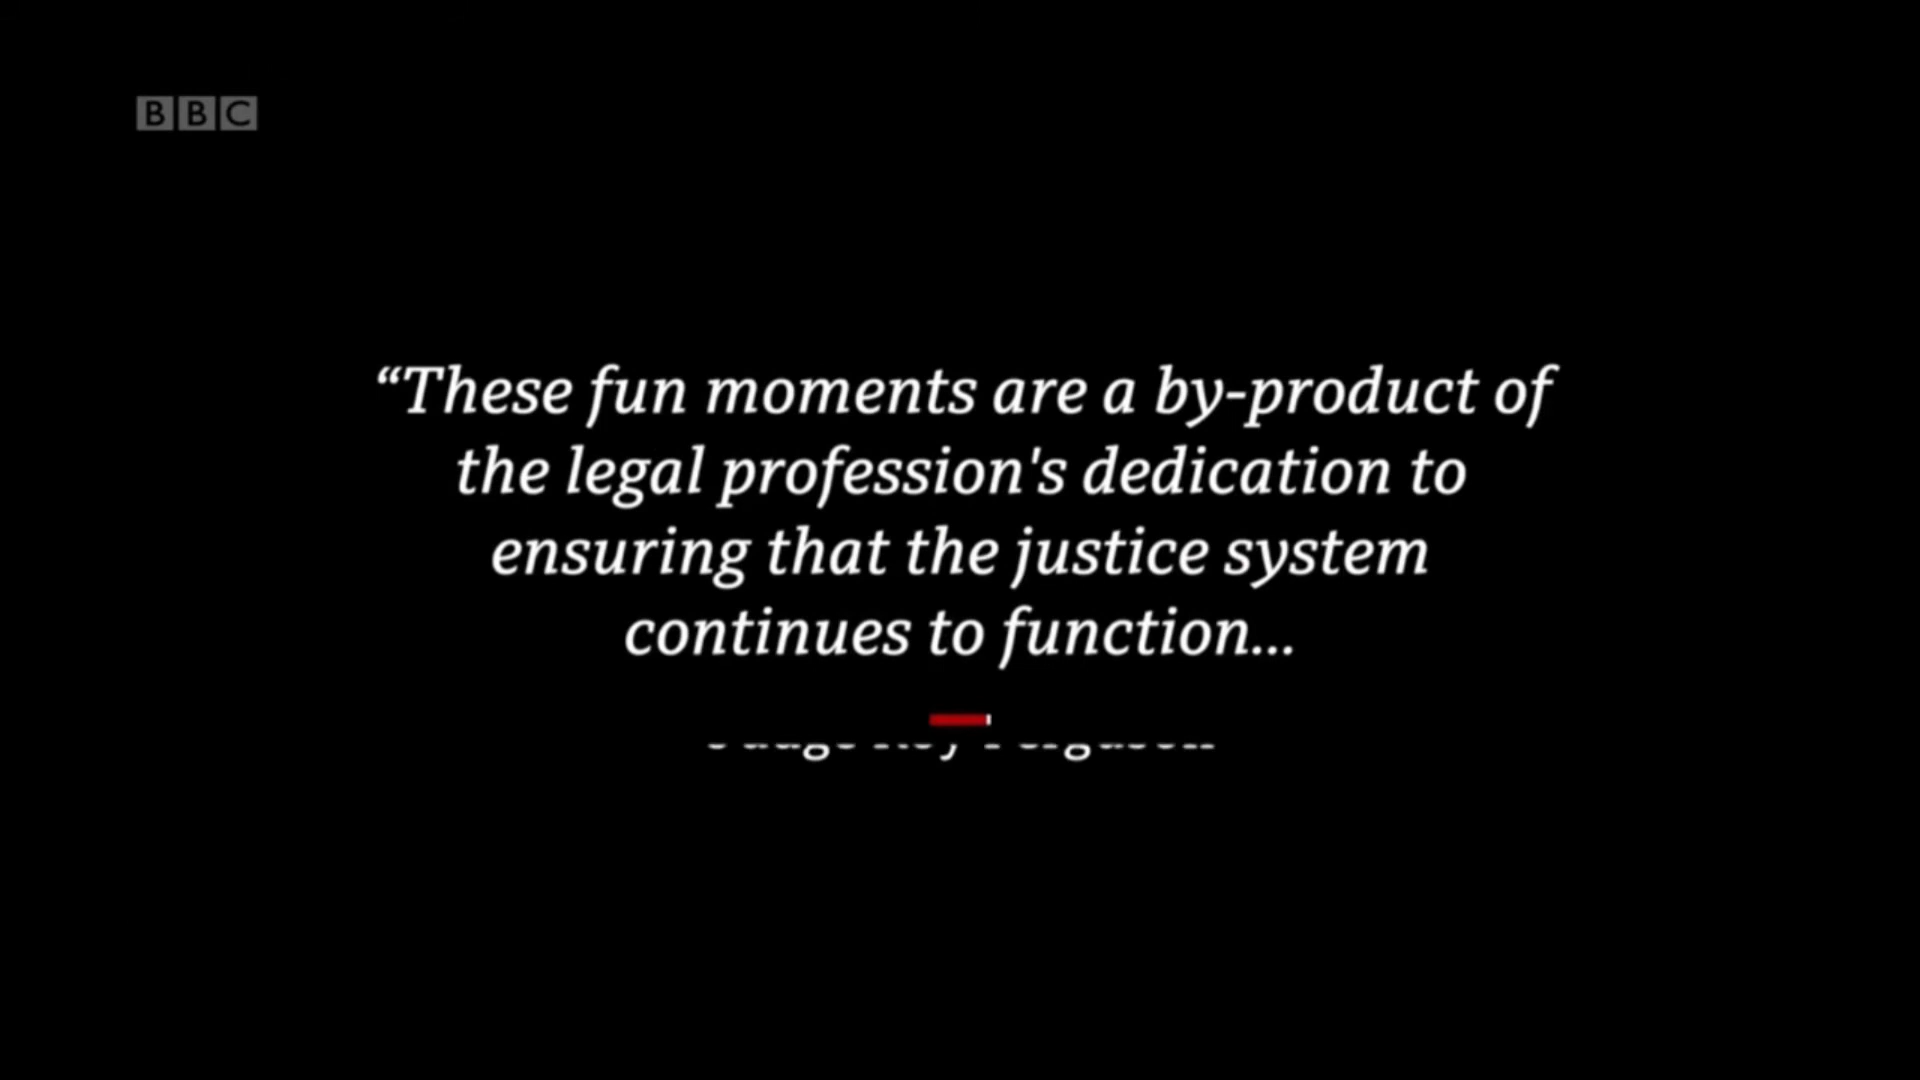 BBC
“These fun moments are a by-product of
the legal profession's dedication to
ensuring that the justice system
continues to function...